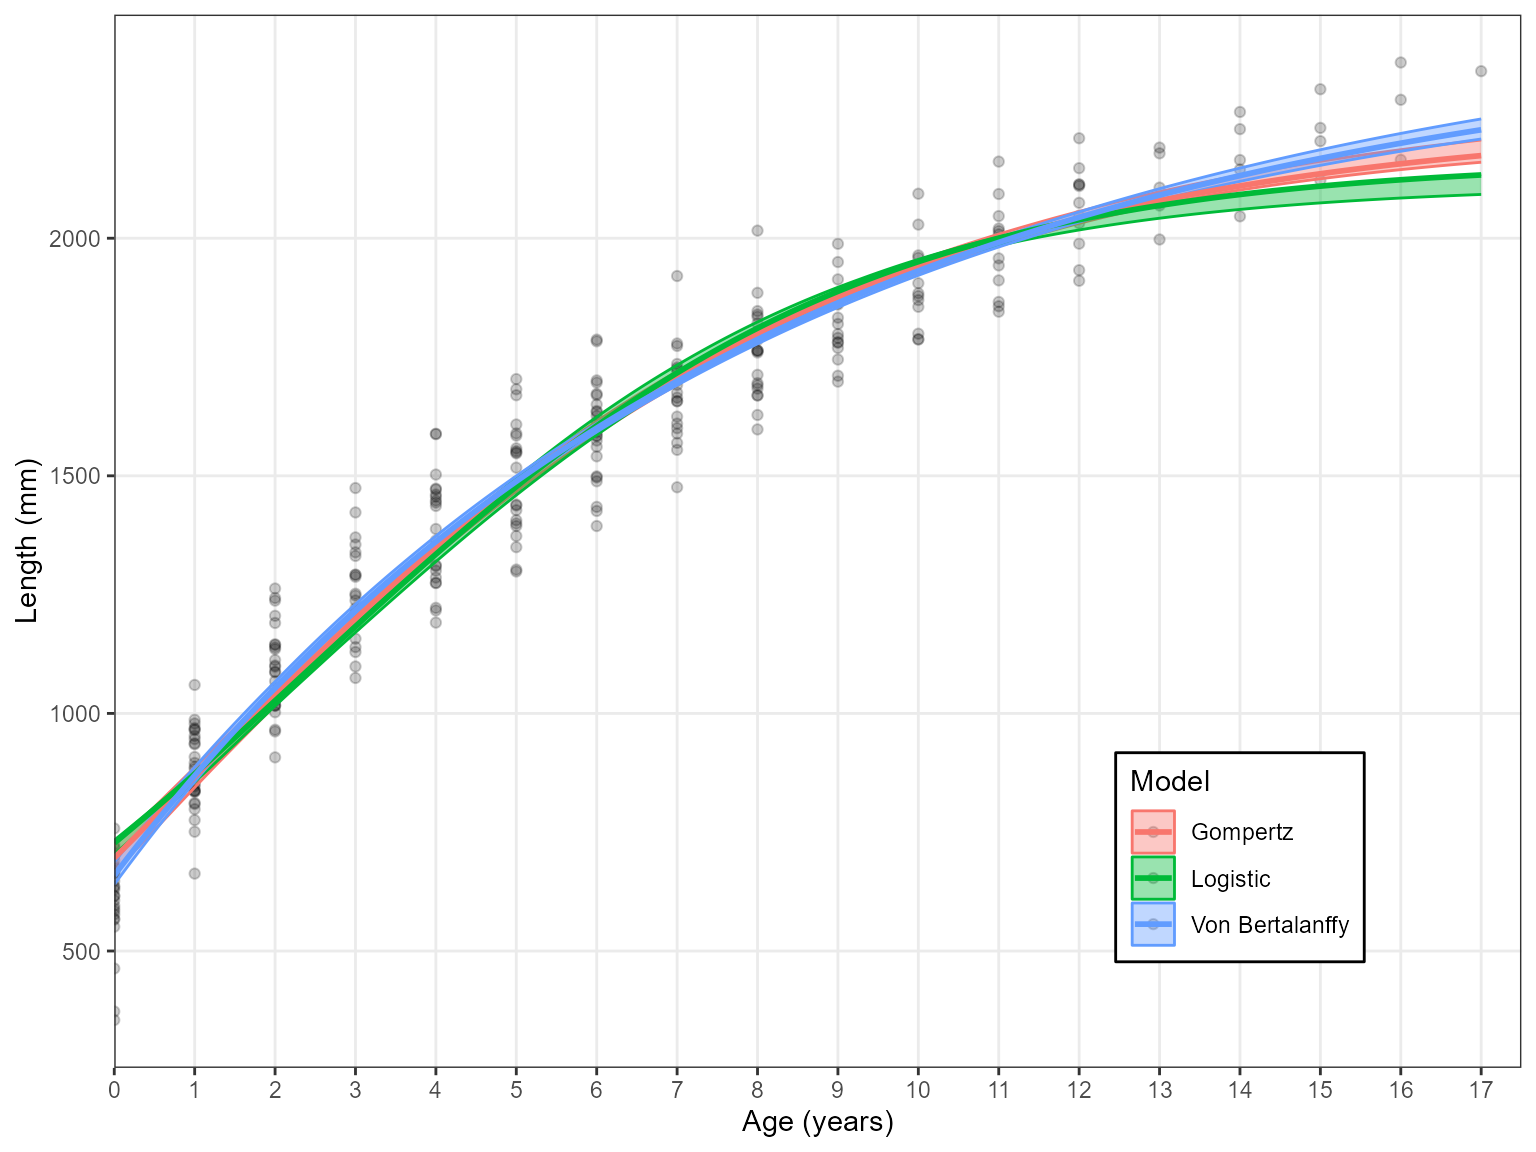 2000
1500
1000
500
Length (mm)
Model
Gompertz
Logistic
Von Bertalanffy
0 1 2 3 4 5 6 7 8 9 10 11 12 13 14 15 16 17
Age (years)